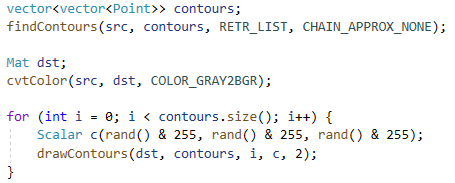 vector<vector<Point>> contours;
findContours(src, contours, RETR_LIST, CHAIN_APPROX_NONE);

Mat dst;
cvtColor(src, dst, COLOR_GRAY2BGR);

for (int i = 0; i < contours.size(); i++) {
    Scalar c(rand() & 255, rand() & 255, rand() & 255);
    drawContours(dst, contours, i, c, 2);
}